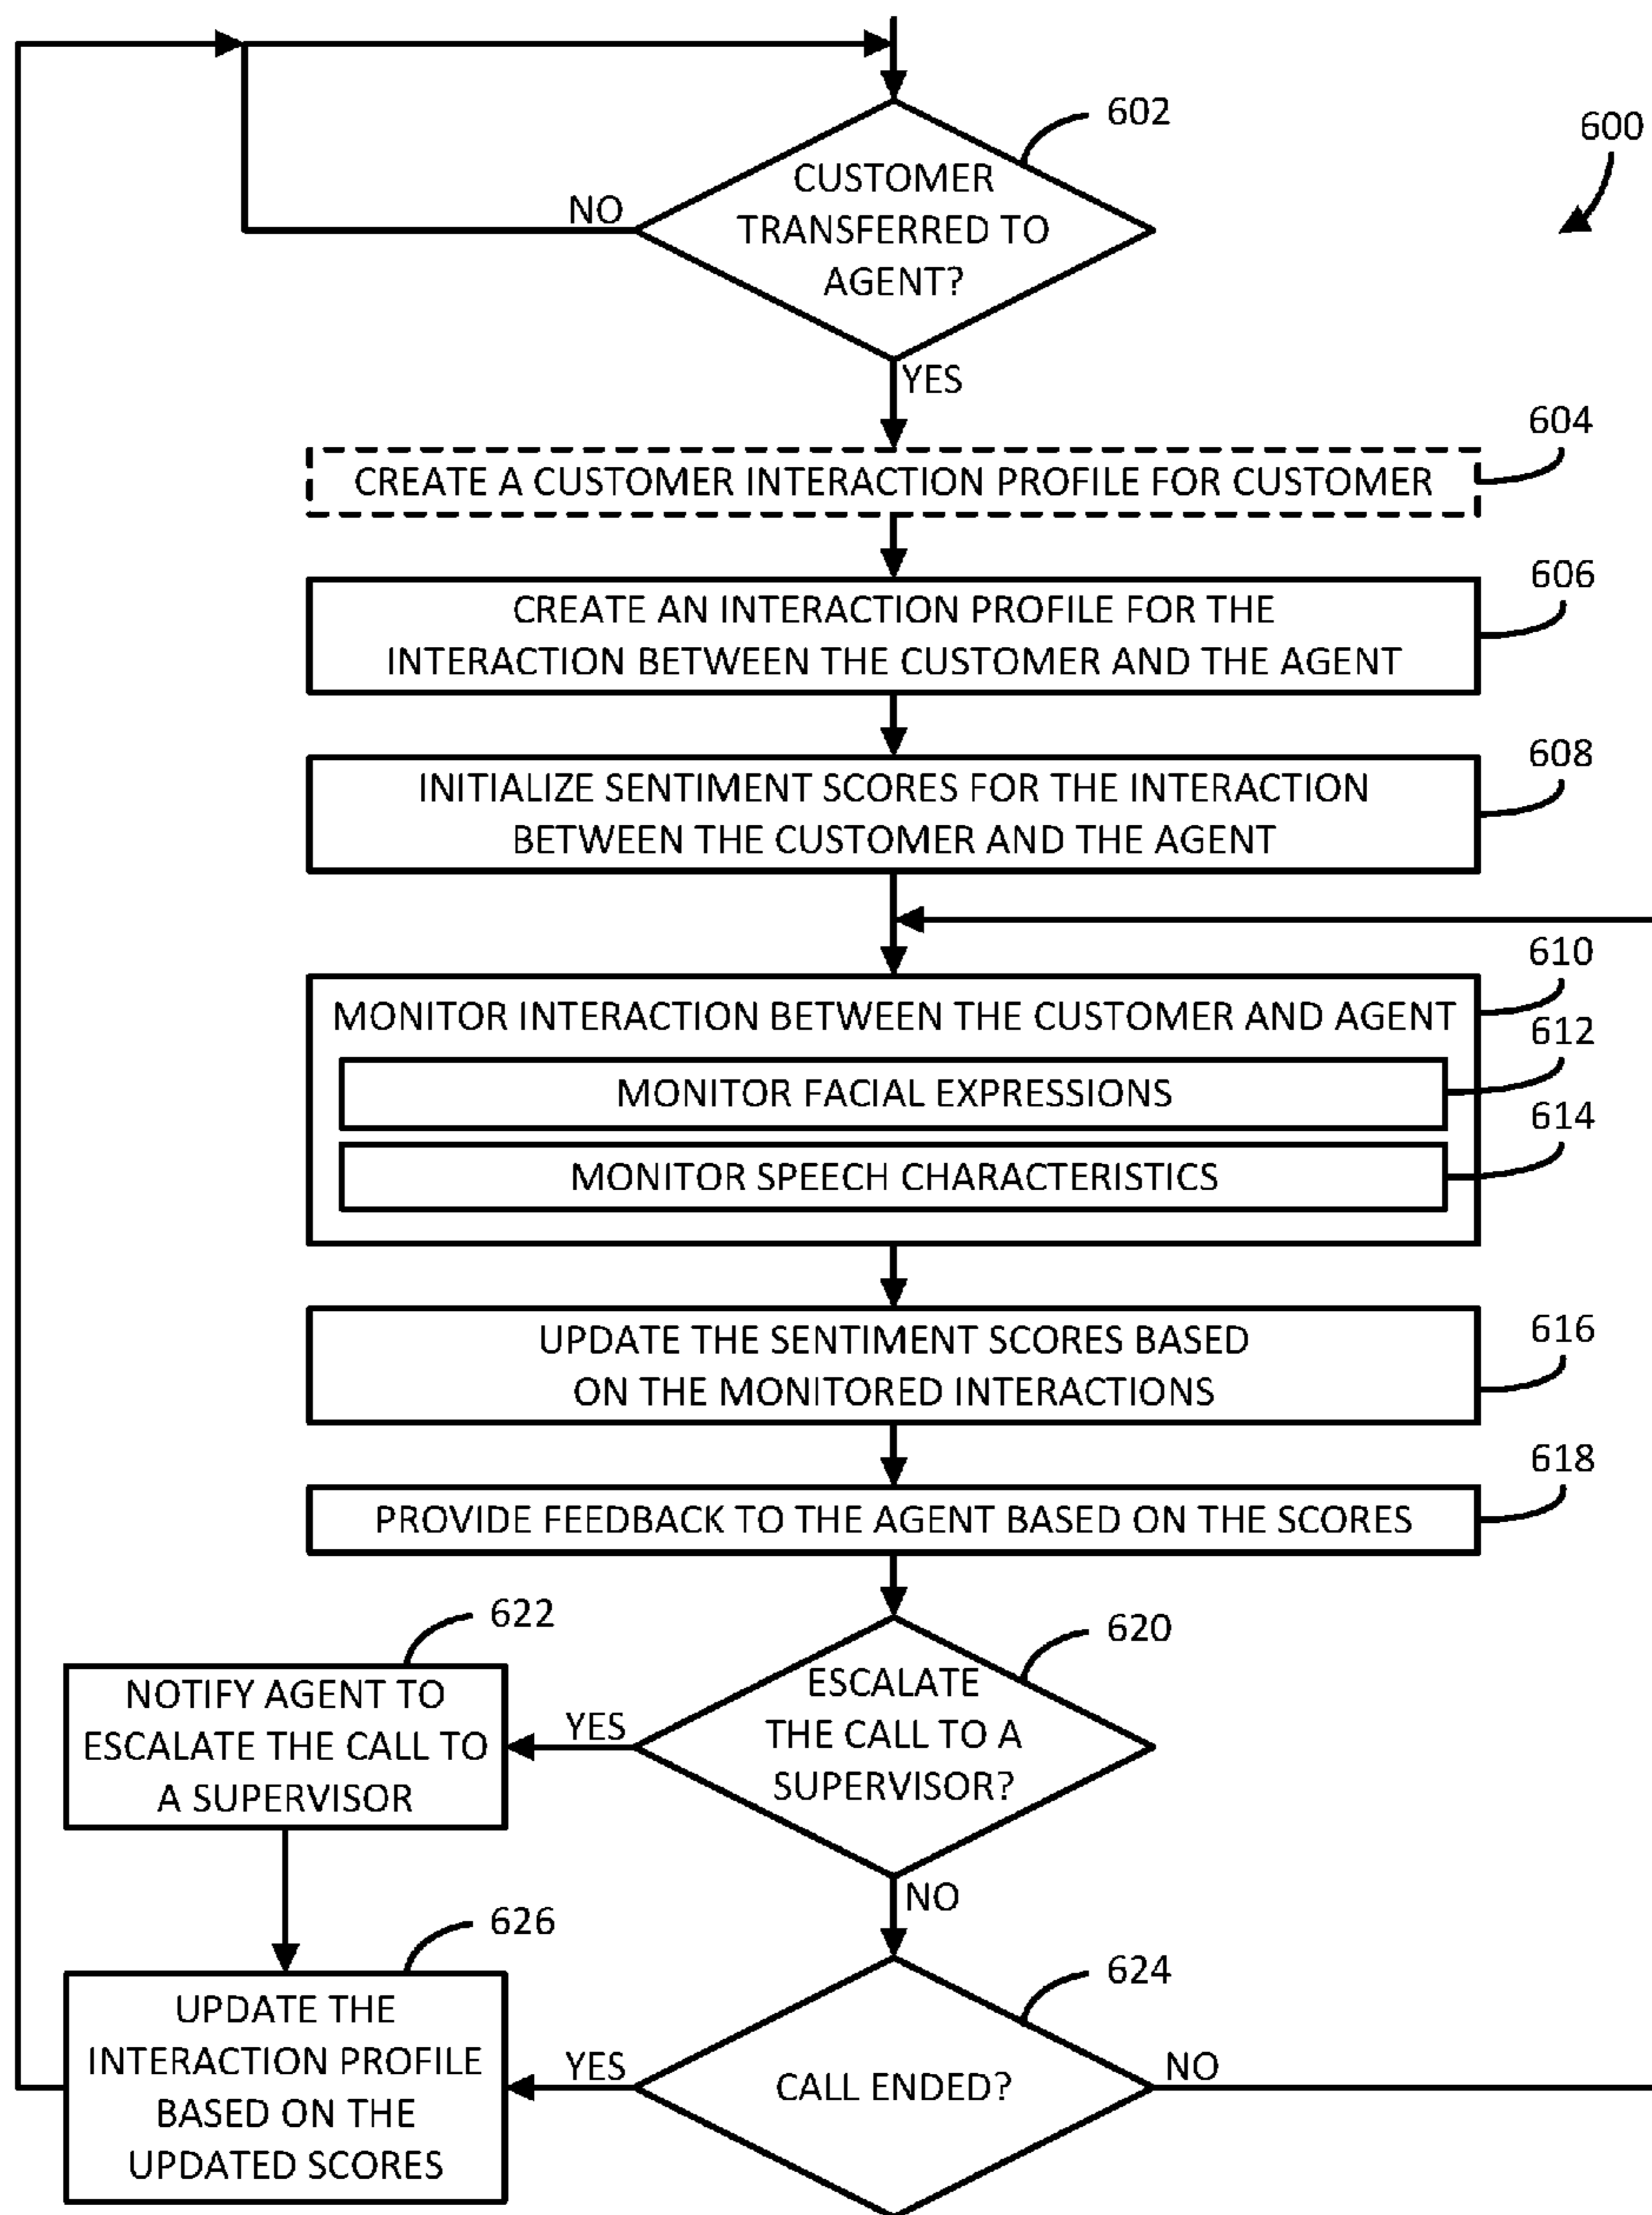 602
600
CUSTOMER
TRANSFERRED TO
AGENT?
NO
YES
604
CREATE A CUSTOMER INTERACTION PROFILE FOR CUSTOMER
606
CREATE AN INTERACTION PROFILE FOR THE
INTERACTION BETWEEN THE CUSTOMER AND THE AGENT
608
INITIALIZE SENTIMENT SCORES FOR THE INTERACTION
BETWEEN THE CUSTOMER AND THE AGENT
610
MONITOR INTERACTION BETWEEN THE CUSTOMER AND AGENT
612
MONITOR FACIAL EXPRESSIONS
614
MONITOR SPEECH CHARACTERISTICS
616
UPDATE THE SENTIMENT SCORES BASED
ON THE MONITORED INTERACTIONS
618
PROVIDE FEEDBACK TO THE AGENT BASED ON THE SCORES
620
ESCALATE
THE CALL TO A
SUPERVISOR?
YES
622
NOTIFY AGENT TO
ESCALATE THE CALL TO
A SUPERVISOR
NO
624
CALL ENDED?
NO
YES
626
UPDATE THE
INTERACTION PROFILE
BASED ON THE
UPDATED SCORES